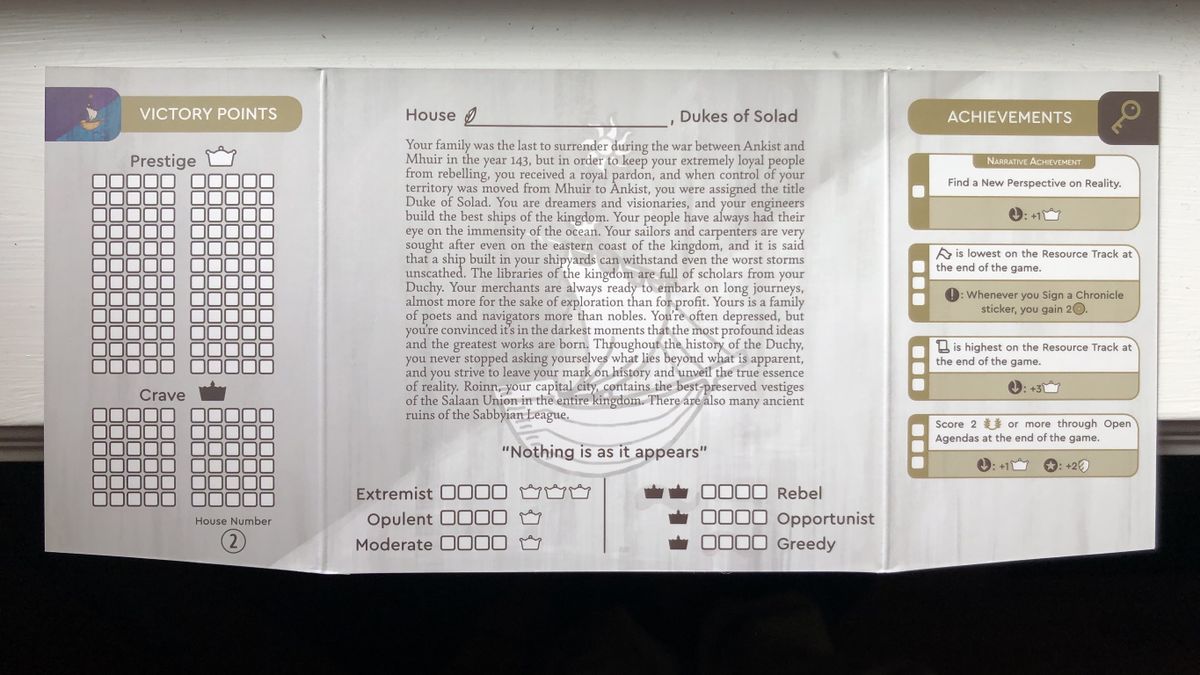 VICTORY POINTS
Prestige
Crave
House Number
2
House ____________________, Dukes of Solad
Your family was the last to surrender during the war between Ankist and
Mhuir in the year 143, but in order to keep your extremely loyal people
from rebelling, you received a royal pardon, and when control of your
territory was moved from Mhuir to Ankist, you were assigned the title
Duke of Solad. You are dreamers and visionaries, and your engineers
build the best ships of the kingdom. Your people have always had their
eye on the immensity of the ocean. Your sailors and carpenters are very
sought after even on the eastern coast of the kingdom, and it is said
that a ship built in your shipyards can withstand even the worst storms
unscathed. The libraries of the kingdom are full of scholars from your
Duchy. Your merchants are always ready to embark on long journeys,
almost more for the sake of exploration than for profit. Yours is a family
of poets and navigators more than nobles. You're often depressed, but
you're convinced it's in the darkest moments that the most profound ideas
and the greatest works are born. Throughout the history of the Duchy,
you never stopped asking yourselves what lies beyond what is apparent,
and you strive to leave your mark on history and unveil the true essence
of reality. Roinn, your capital city, contains the best-preserved vestiges
of the Salaan Union in the entire kingdom. There are also many ancient
ruins of the Sabbyian League.
"Nothing is as it appears"
Extremist
Opulent
Moderate
Rebel
Opportunist
Greedy
ACHIEVEMENTS
NARRATIVE ACHIEVEMENT
Find a New Perspective on Reality.
: +1
is lowest on the Resource Track at
the end of the game.
: Whenever you Sign a Chronicle
sticker, you gain 2.
is highest on the Resource Track at
the end of the game.
: +3
Score 2 or more through Open
Agendas at the end of the game.
: +1 : +2